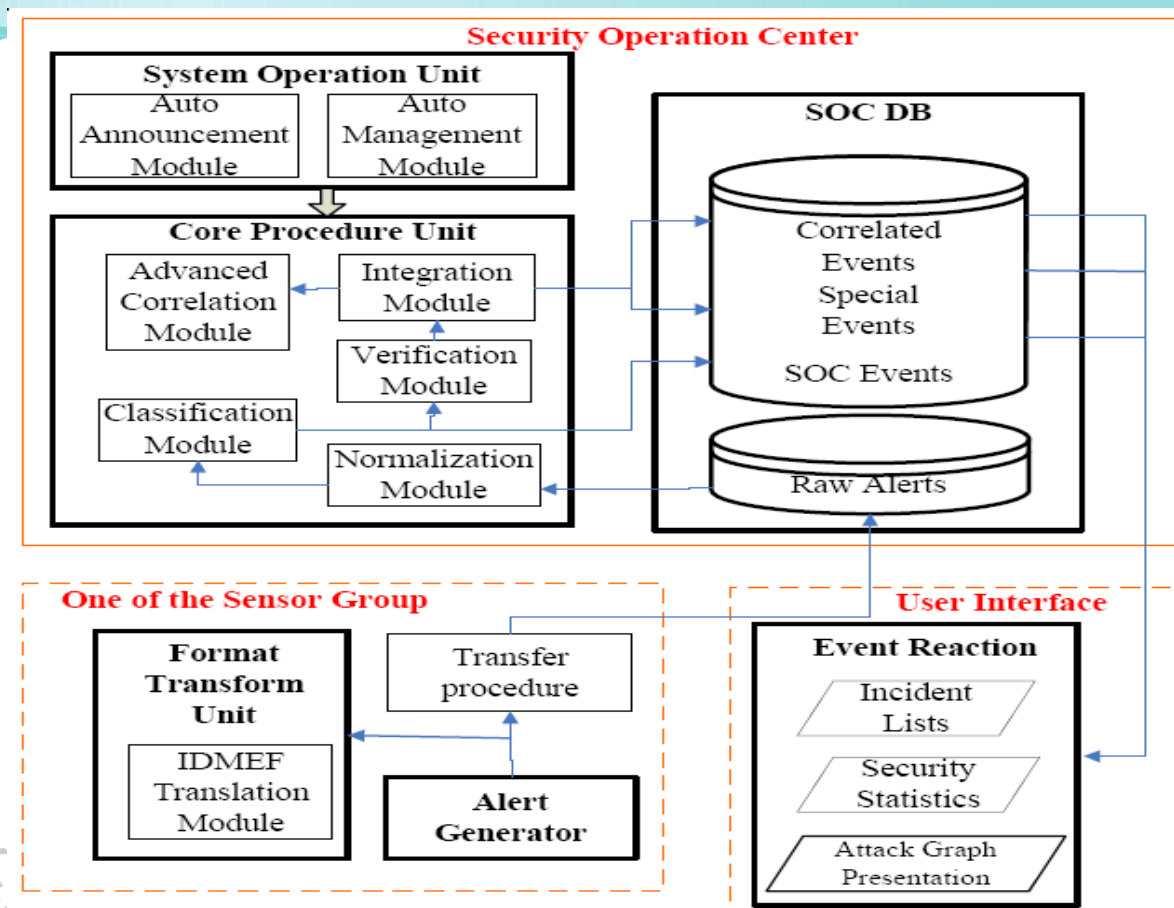 Security Operation Center
System Operation Unit
Auto
Announcement
Module
Auto
Management
Module
Core Procedure Unit
Advanced
Correlation
Module
Integration
Module
Verification
Module
Classification
Module
Normalization
Module
SOC DB
Correlated
Events
Special
Events
SOC Events
Raw Alerts
One of the Sensor Group
Format
Transform
Unit
IDMEF
Translation
Module
Transfer
procedure
Alert
Generator
User Interface
Event Reaction
Incident
Lists
Security
Statistics
Attack Graph
Presentation